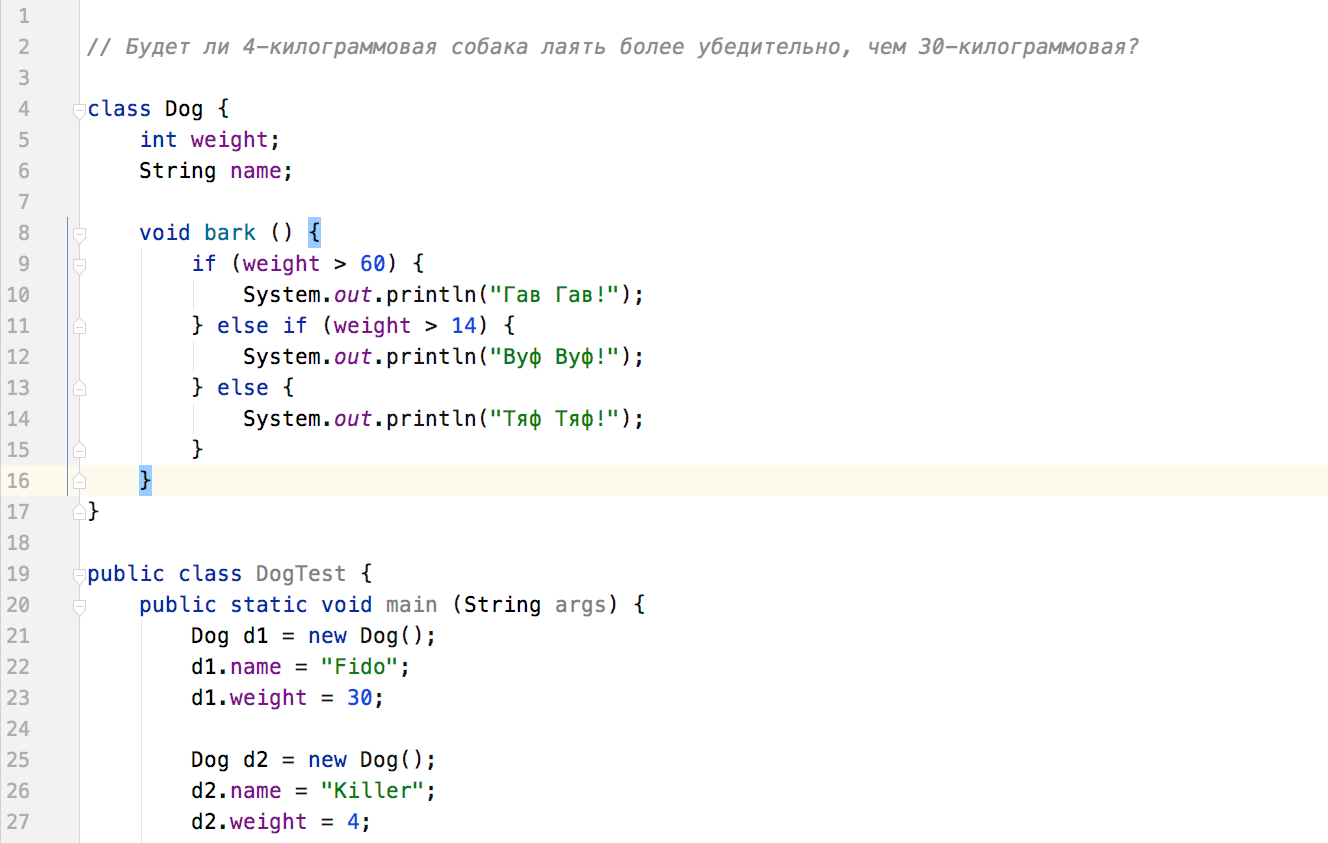 1
2 // Будет ли 4-килограммовая собака лаять более убедительно, чем 30-килограммовая?
3
4 class Dog {
5 int weight;
6 String name;
7
8 void bark () {
9 if (weight > 60) {
10 System.out.println("Гав Гав!");
11 } else if (weight > 14) {
12 System.out.println("Вуф Вуф!");
13 } else {
14 System.out.println("Тяф Тяф!");
15 }
16 }
17 }
18
19 public class DogTest {
20 public static void main (String args) {
21 Dog d1 = new Dog();
22 d1.name = "Fido";
23 d1.weight = 30;
24
25 Dog d2 = new Dog();
26 d2.name = "Killer";
27 d2.weight = 4;